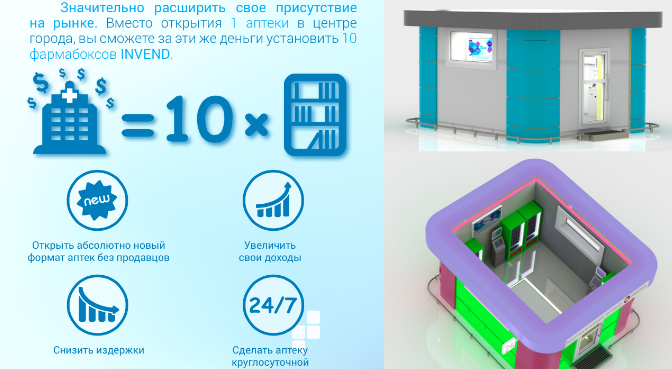 Значительно расширить свое присутствие
на рынке. Вместо открытия 1 аптеки в центре
города, вы сможете за эти же деньги установить 10
фармабоксов INVEND.
$ $ $ $ $ $
= 10 ×
new
Открыть абсолютно новый
формат аптек без продавцов
Увеличить
свои доходы
24/7
Снизить издержки
Сделать аптеку
круглосуточной